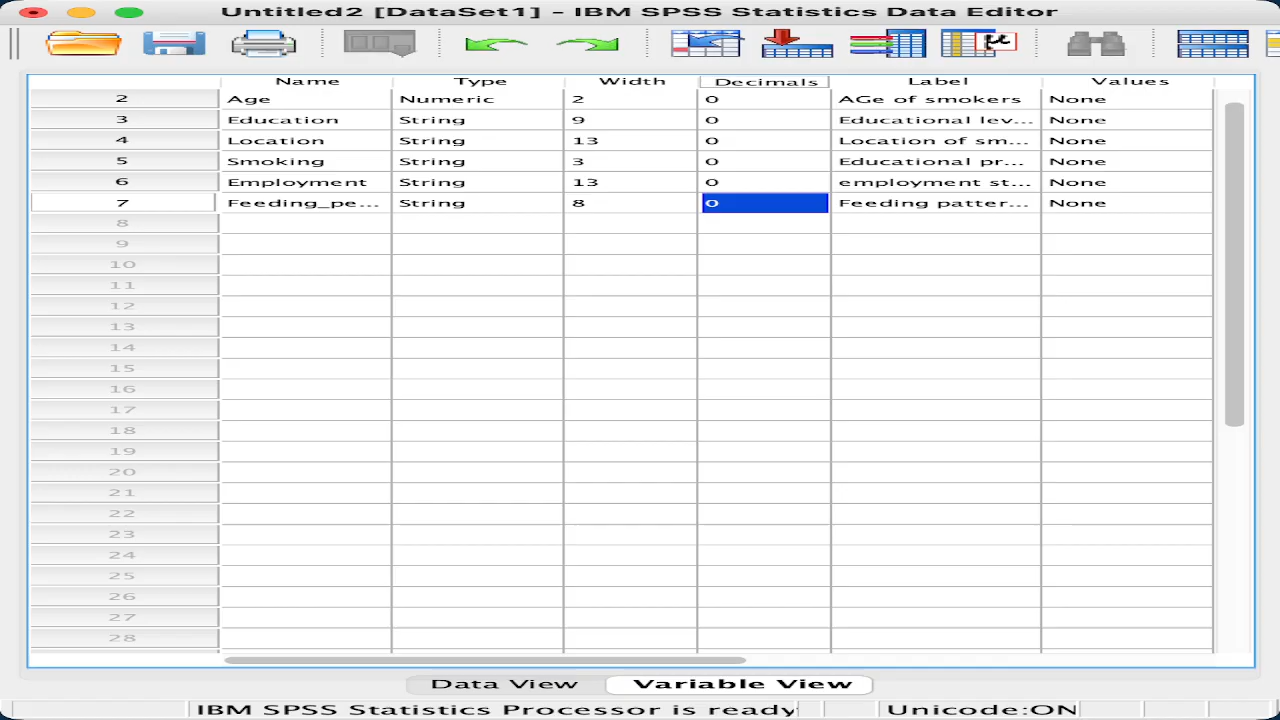 Untitled2 [DataSet1] - IBM SPSS Statistics Data Editor
Name Type Width Decimals Label Values
2 Age Numeric 2 0 AGe of smokers None
3 Education String 9 0 Educational lev... None
4 Location String 13 0 Location of sm... None
5 Smoking String 3 0 Educational pr... None
6 Employment String 13 0 employment st... None
7 Feeding_pe... String 8 0 Feeding patter... None
8
9
10
11
12
13
14
15
16
17
18
19
20
21
22
23
24
25
26
27
28
Data View Variable View
IBM SPSS Statistics Processor is ready Unicode:ON